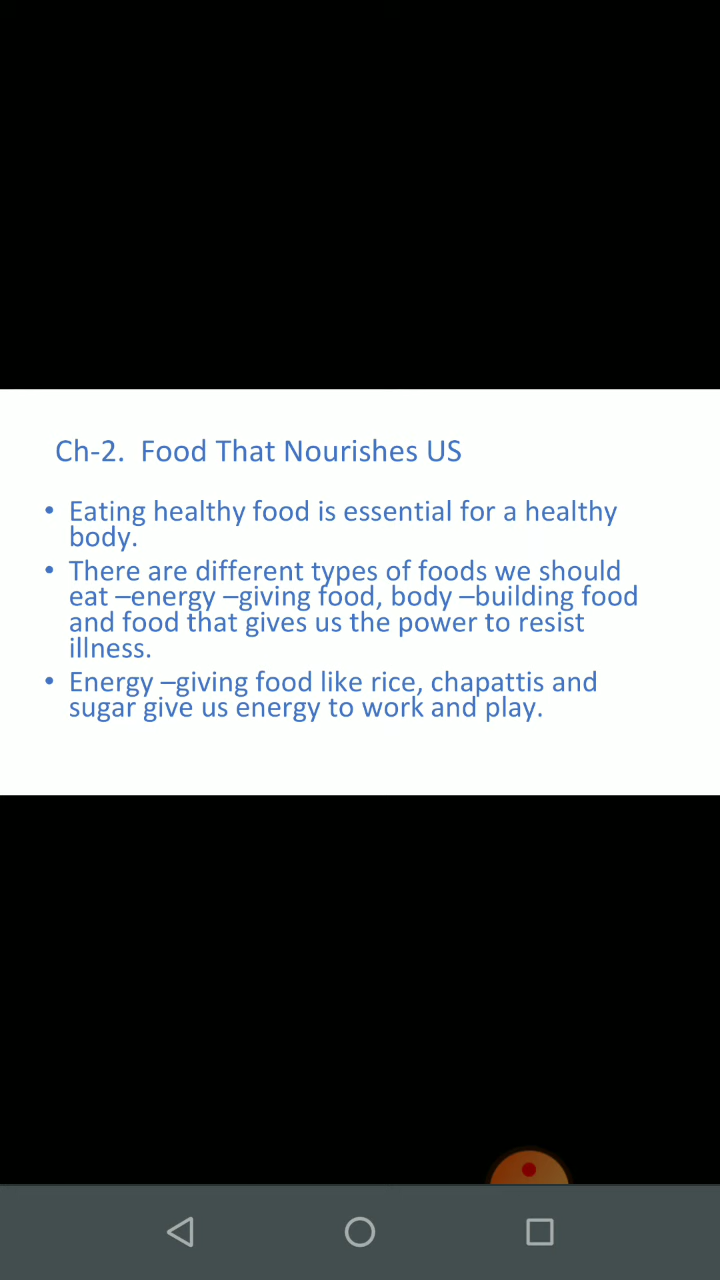 Ch-2.  Food That Nourishes US
• Eating healthy food is essential for a healthy
body.
• There are different types of foods we should
eat –energy –giving food, body –building food
and food that gives us the power to resist
illness.
• Energy –giving food like rice, chapattis and
sugar give us energy to work and play.